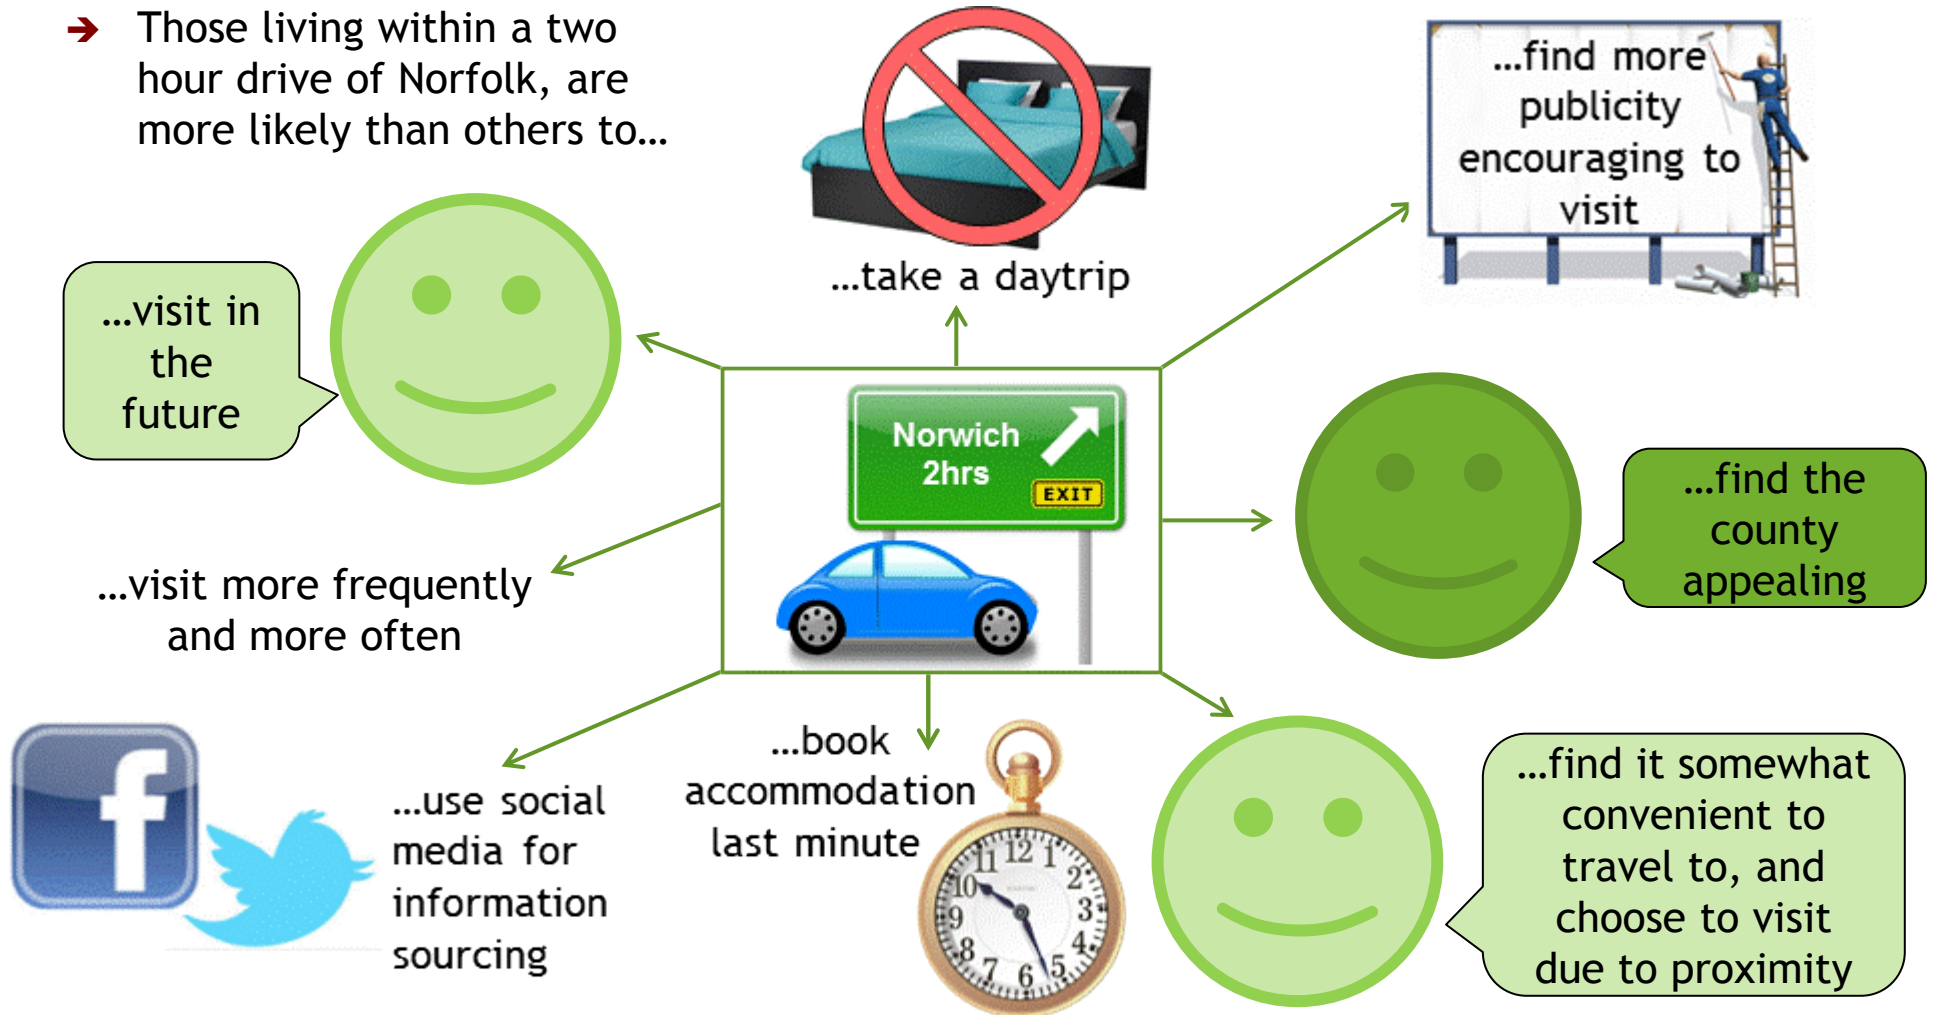 Those living within a two
hour drive of Norfolk, are
more likely than others to…
…take a daytrip
…find more
publicity
encouraging to
visit
…visit in
the
future
Norwich
2hrs
EXIT
…find the
county
appealing
…visit more frequently
and more often
…use social
media for
information
sourcing
…book
accommodation
last minute
11 12 1
10 2
9 3
8 4
7 6 5
…find it somewhat
convenient to
travel to, and
choose to visit
due to proximity
f